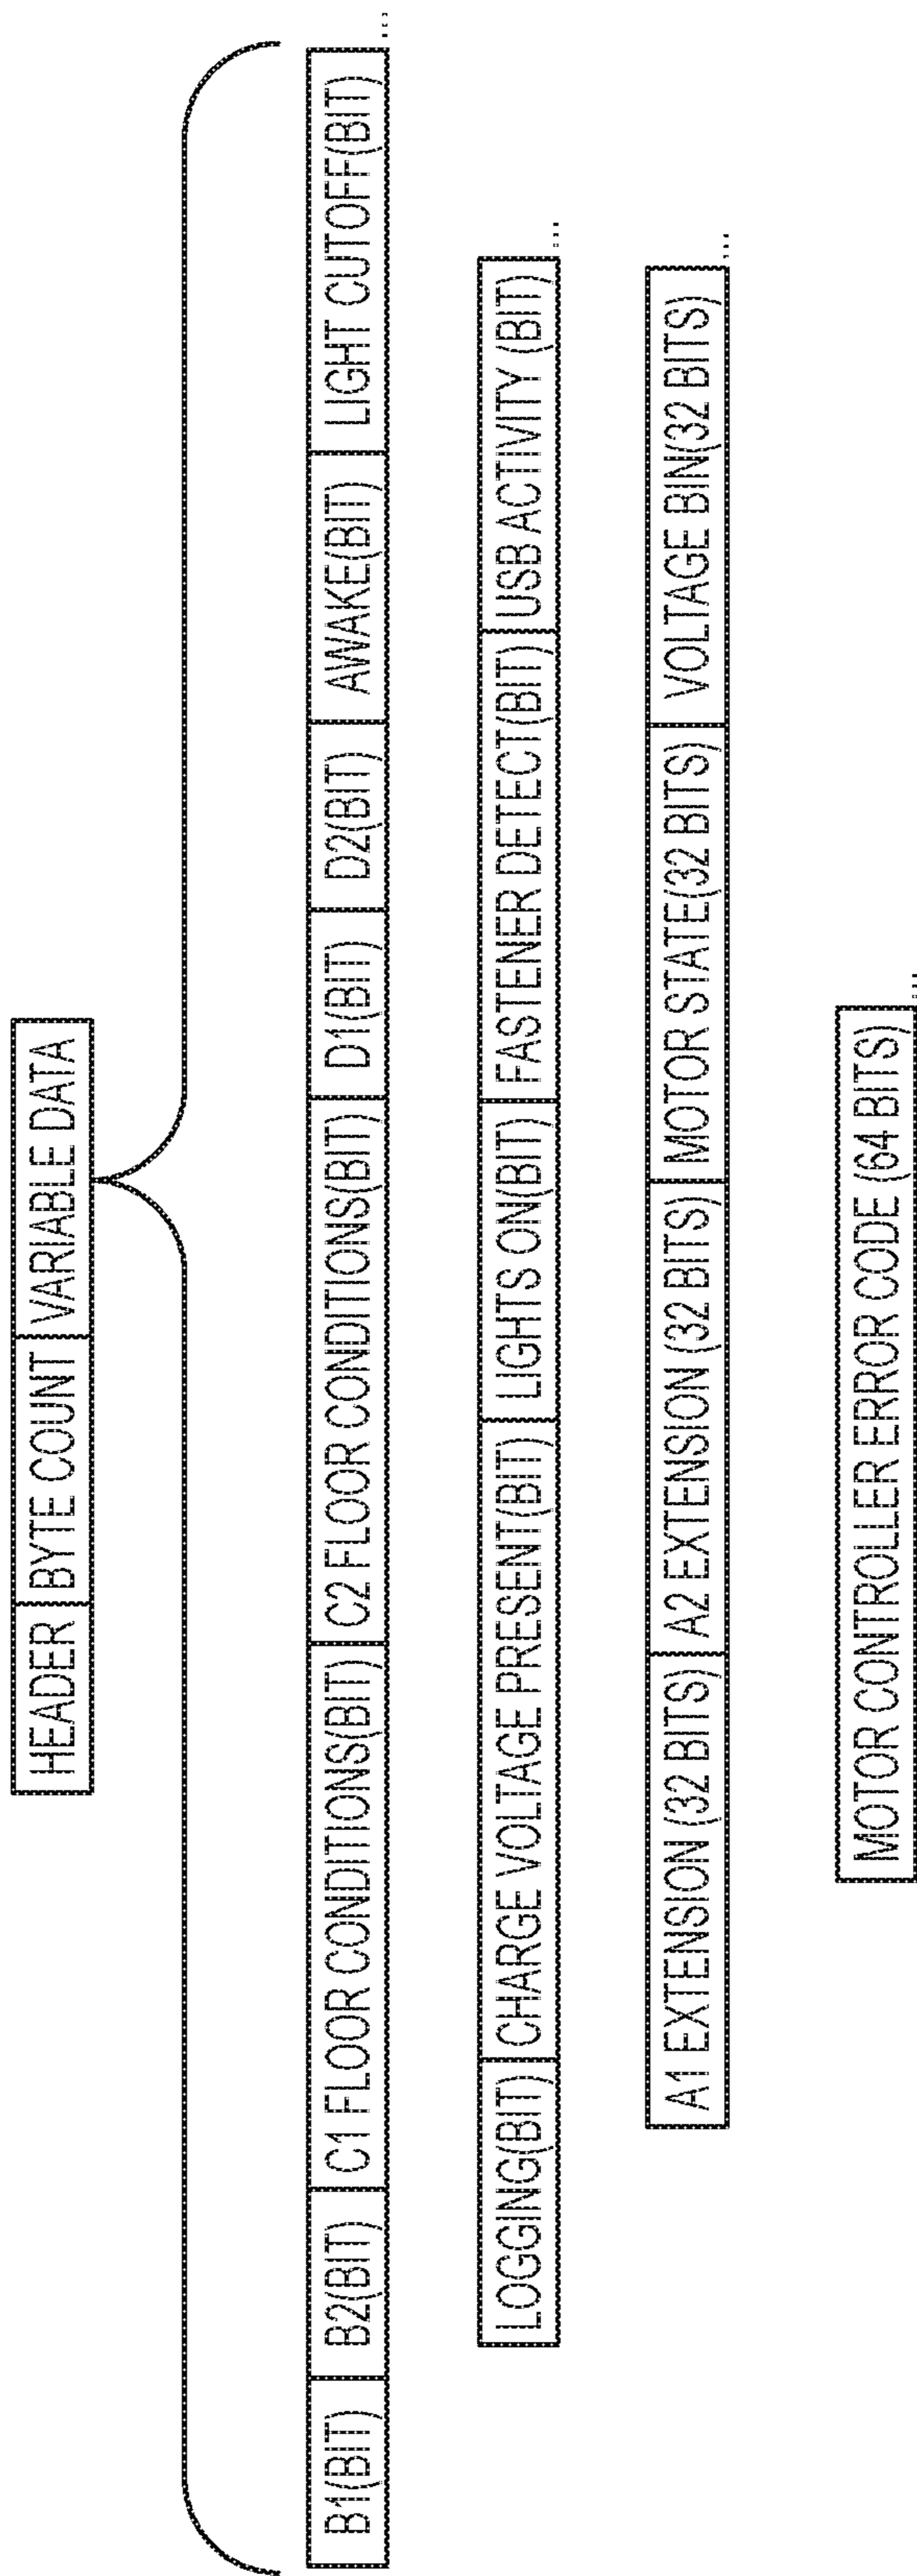 HEADER BYTE COUNT VARIABLE DATA
B1(BIT) B2(BIT) C1 FLOOR CONDITIONS(BIT) C2 FLOOR CONDITIONS(BIT) D1(BIT) D2(BIT) AWAKE(BIT) LIGHT CUTOFF(BIT) ...
LOGGING(BIT) CHARGE VOLTAGE PRESENT(BIT) LIGHTS ON(BIT) FASTENER DETECT(BIT) USB ACTIVITY (BIT) ...
A1 EXTENSION (32 BITS) A2 EXTENSION (32 BITS) MOTOR STATE(32 BITS) VOLTAGE BIN(32 BITS) ...
MOTOR CONTROLLER ERROR CODE (64 BITS) ...